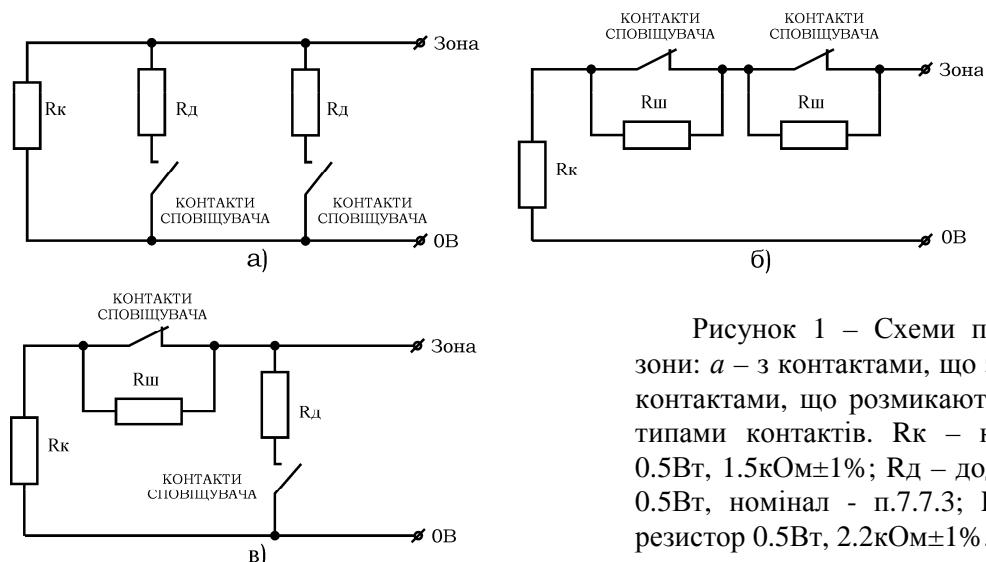 КОНТАКТИ
СПОВІЩУВАЧА
КОНТАКТИ
СПОВІЩУВАЧА
Зона
Зона
Rк
Rд
Rд
Rш
Rш
Rк
КОНТАКТИ
СПОВІЩУВАЧА
КОНТАКТИ
СПОВІЩУВАЧА
0В
0В
а)
б)
КОНТАКТИ
СПОВІЩУВАЧА
Зона
Rш
Rд
Rк
КОНТАКТИ
СПОВІЩУВАЧА
0В
в)
Рисунок 1 – Схеми п
зони: а – з контактами, що
контактами, що розмикают
типами контактів. Rк –
0.5Вт, 1.5кОм±1%; Rд – дод
0.5Вт, номінал - п.7.7.3;
резистор 0.5Вт, 2.2кОм±1%.